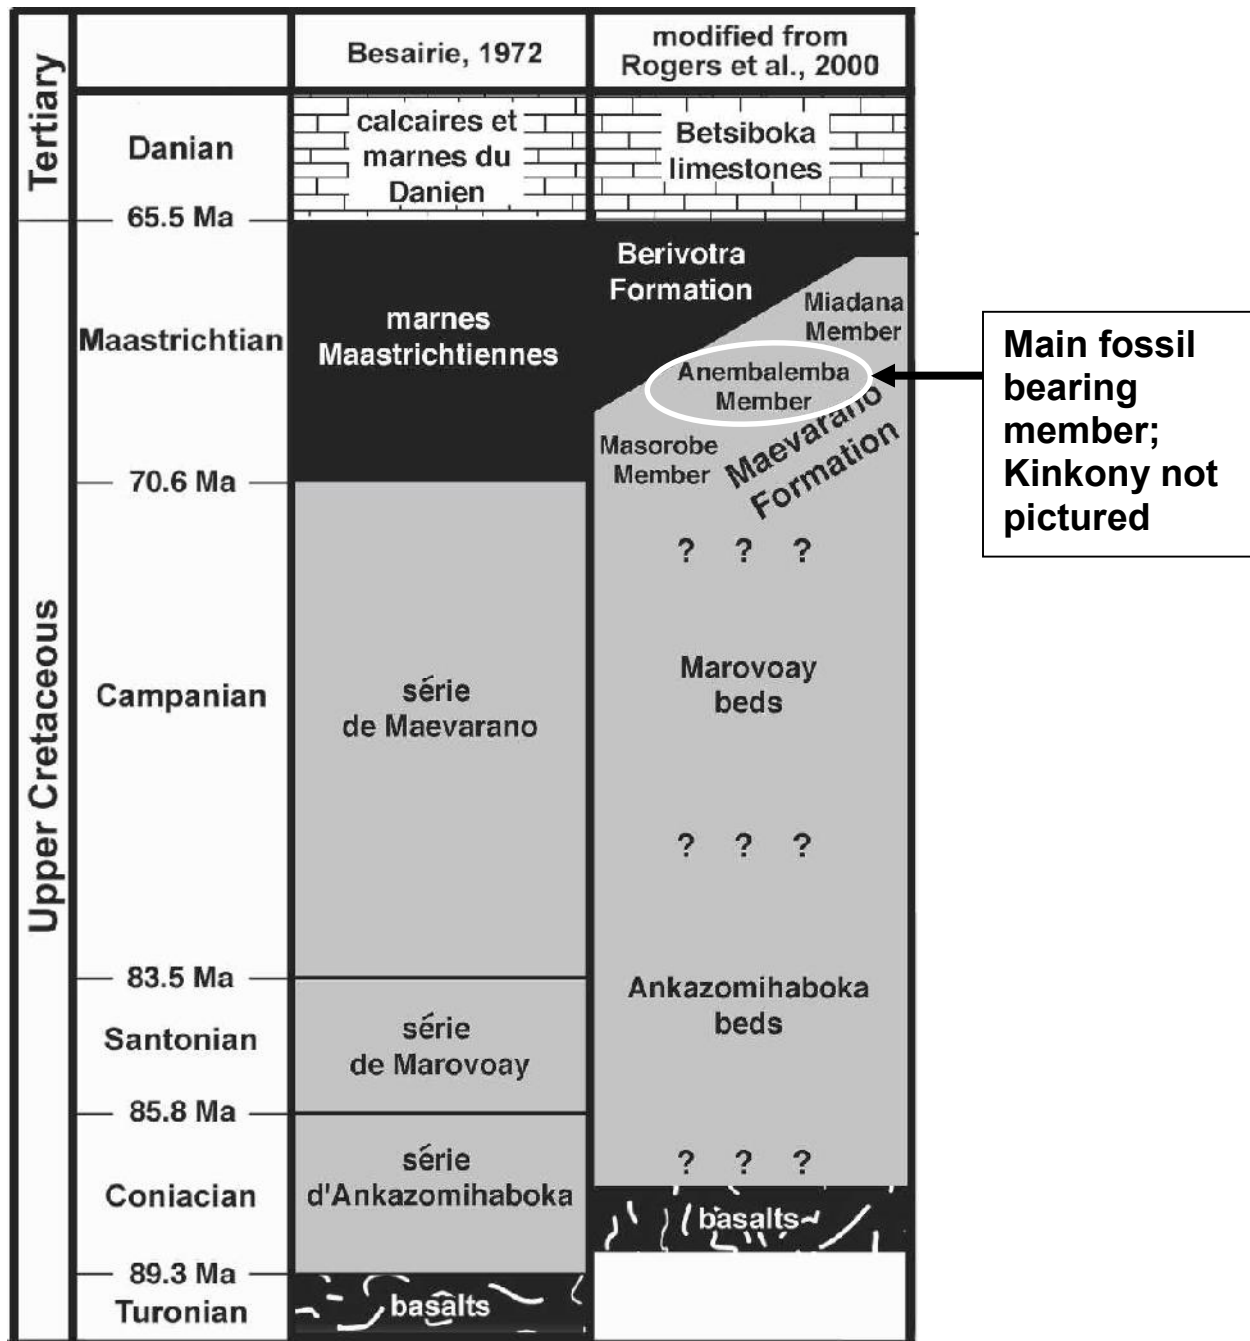 Besairie, 1972
modified from
Rogers et al., 2000
Tertiary
Danian
calcaires et
marnes du
Danien
Betsiboka
limestones
65.5 Ma
Upper Cretaceous
Maastrichtian
marnes
Maastrichtiennes
Berivotra
Formation
Miadana
Member
Anembalemba
Member
Masorobe
Member
Maevarano
Formation
Main fossil
bearing
member;
Kinkony not
pictured
70.6 Ma
? ? ?
Campanian
série
de Maevarano
Marovoay
beds
? ? ?
83.5 Ma
Ankazomihaboka
beds
Santonian
série
de Marovoay
85.8 Ma
Coniacian
série
d'Ankazomihaboka
? ? ?
basalts
89.3 Ma
Turonian
basalts